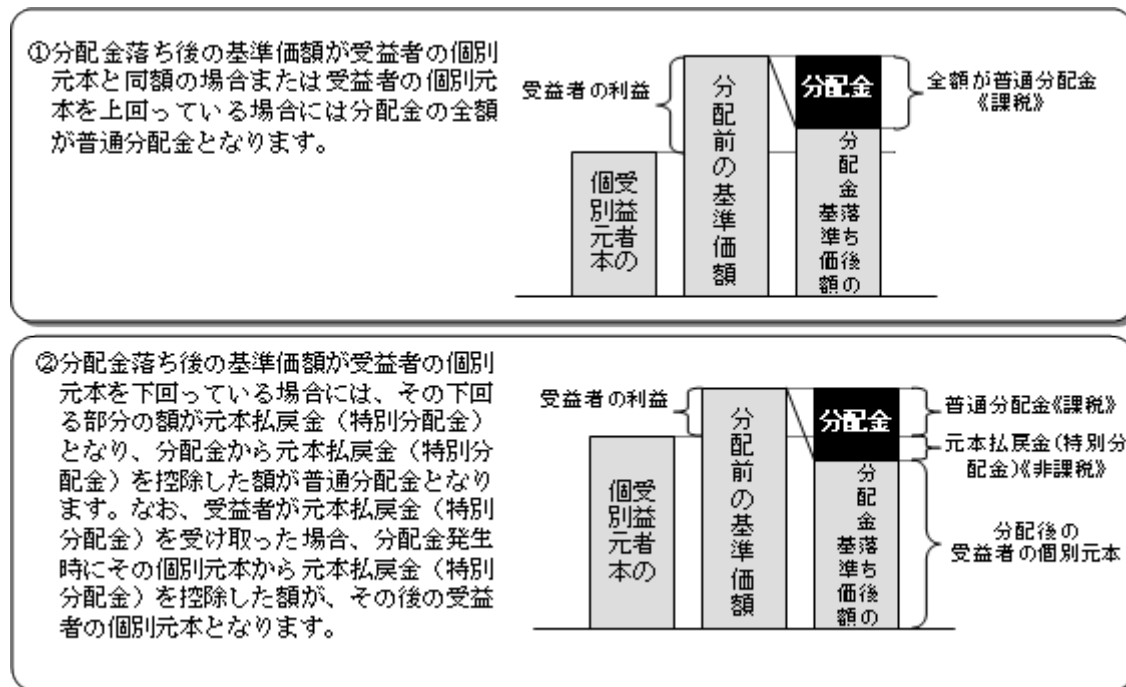 ①分配金落ち後の基準価額が受益者の個別
元本と同額の場合または受益者の個別元
本を上回っている場合には分配金の全額
が普通分配金となります。
受益者の利益
受益者の
個別元本
分配前の基準価額
分配金
分配金落ち後の
基準価額
全額が普通分配金
《課税》
②分配金落ち後の基準価額が受益者の個別
元本を下回っている場合には、その下回
る部分の額が元本払戻金（特別分配金）
となり、分配金から元本払戻金（特別分
配金）を控除した額が普通分配金となり
ます。なお、受益者が元本払戻金（特別
分配金）を受け取った場合、分配金発生
時にその個別元本から元本払戻金（特別
分配金）を控除した額が、その後の受益
者の個別元本となります。
受益者の利益
受益者の
個別元本
分配前の基準価額
分配金
分配金落ち後の
基準価額
普通分配金《課税》
元本払戻金(特別分
配金)《非課税》
分配後の
受益者の個別元本